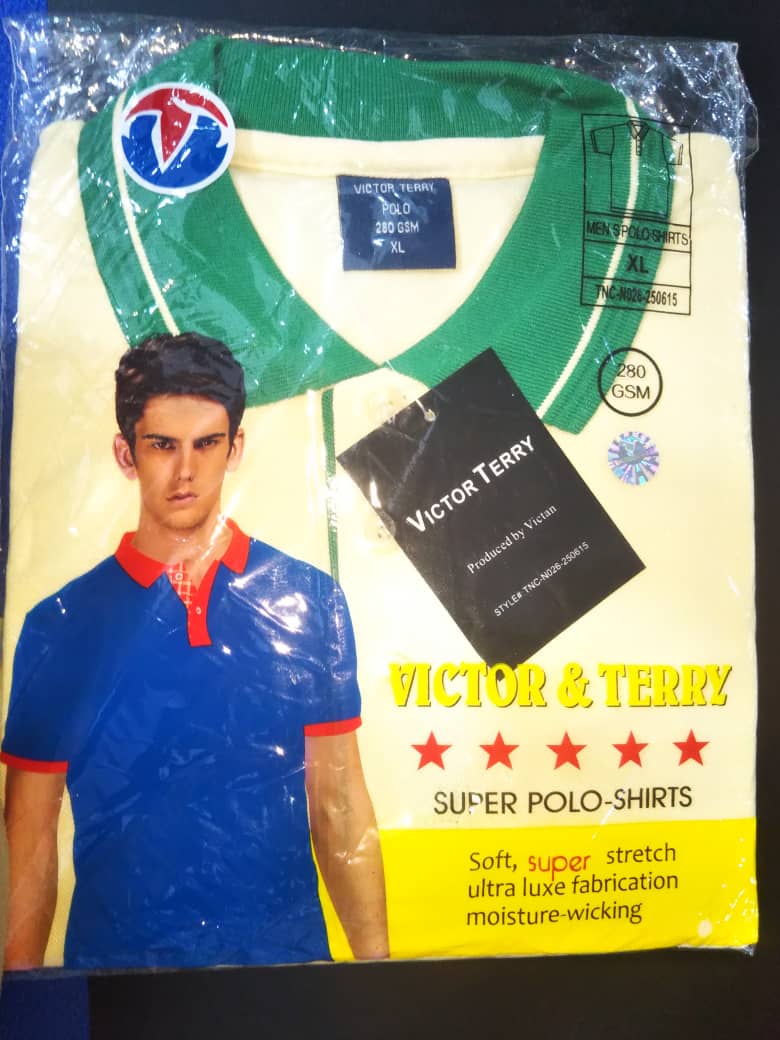 VICTOR TERRY
POLO
280 GSM
XL
MEN'S POLO-SHIRTS
XL
TNC-N026-250615
280
GSM
VICTOR TERRY
Produced by Victan
STYLE# TNC-N026-250615
VICTOR & TERRY
SUPER POLO-SHIRTS
Soft, super stretch
ultra luxe fabrication
moisture-wicking